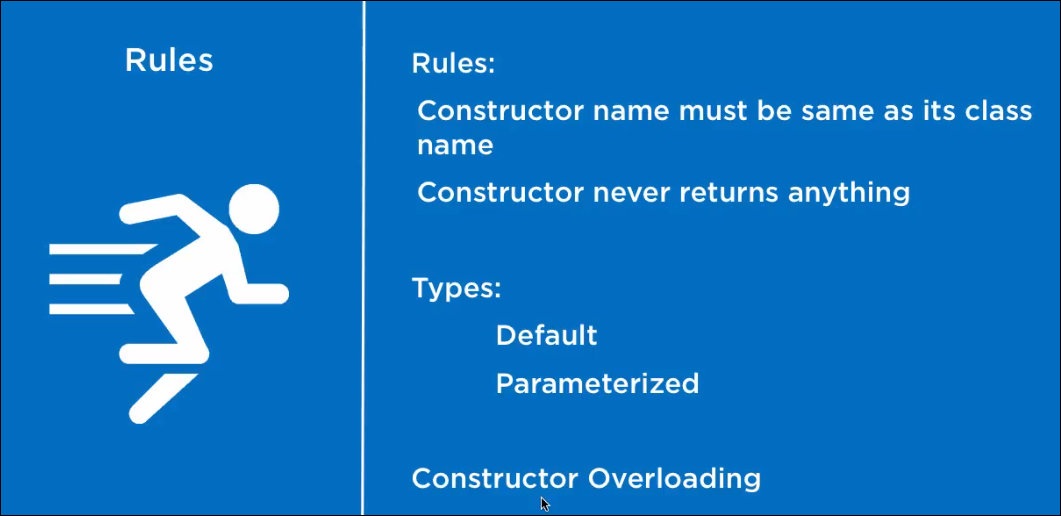 Rules
Rules:
Constructor name must be same as its class
name
Constructor never returns anything
Types:
Default
Parameterized
Constructor Overloading